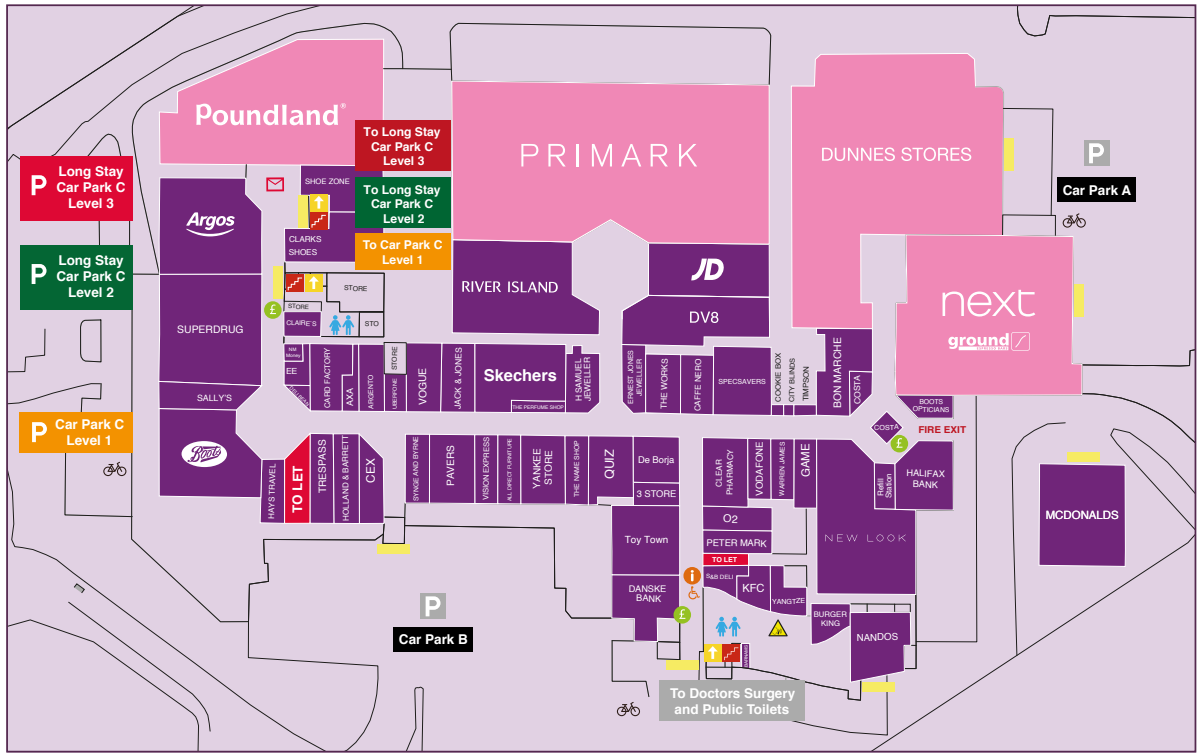 Poundland®
PRIMARK
DUNNES STORES
P
Car Park A
To Long Stay
Car Park C
Level 3
P
Long Stay
Car Park C
Level 3
To Long Stay
Car Park C
Level 2
To Car Park C
Level 1
P
Long Stay
Car Park C
Level 2
P
Car Park C
Level 1
SHOE ZONE
Argos
CLARKS
SHOES
STORE
STORE
STO
CLAIRE'S
£
SUPERDRUG
RIVER ISLAND
JD
DV8
next
ground
NM
Money
EE
SALLY'S
Boots
CARD FACTORY
AXA
ARGENTO
STORE
UBERFONE
VOGUE
JACK & JONES
Skechers
THE PERFUME SHOP
H SAMUEL
JEWELLER
ERNEST JONES
JEWELLER
THE WORKS
CAFFE NERO
SPECSAVERS
COOKIE BOX
CITY BLINDS
TIMPSON
BON MARCHE
COSTA
BOOTS
OPTICIANS
COSTA
£
FIRE EXIT
HAYS TRAVEL
TO LET
TRESPASS
HOLLAND & BARRETT
CEX
SYNGE AND BYRNE
PAVERS
VISION EXPRESS
ALL DIRECT FURNITURE
YANKEE
STORE
THE NAME SHOP
QUIZ
De Borja
3 STORE
CLEAR
PHARMACY
VODAFONE
WARREN JAMES
GAME
Refill
Station
HALIFAX
BANK
MCDONALDS
O2
PETER MARK
TO LET
NEW LOOK
Toy Town
DANSKE
BANK
£
i
S&B DELI
KFC
YANGTZE
BURGER
KING
NANDOS
P
Car Park B
To Doctors Surgery
and Public Toilets